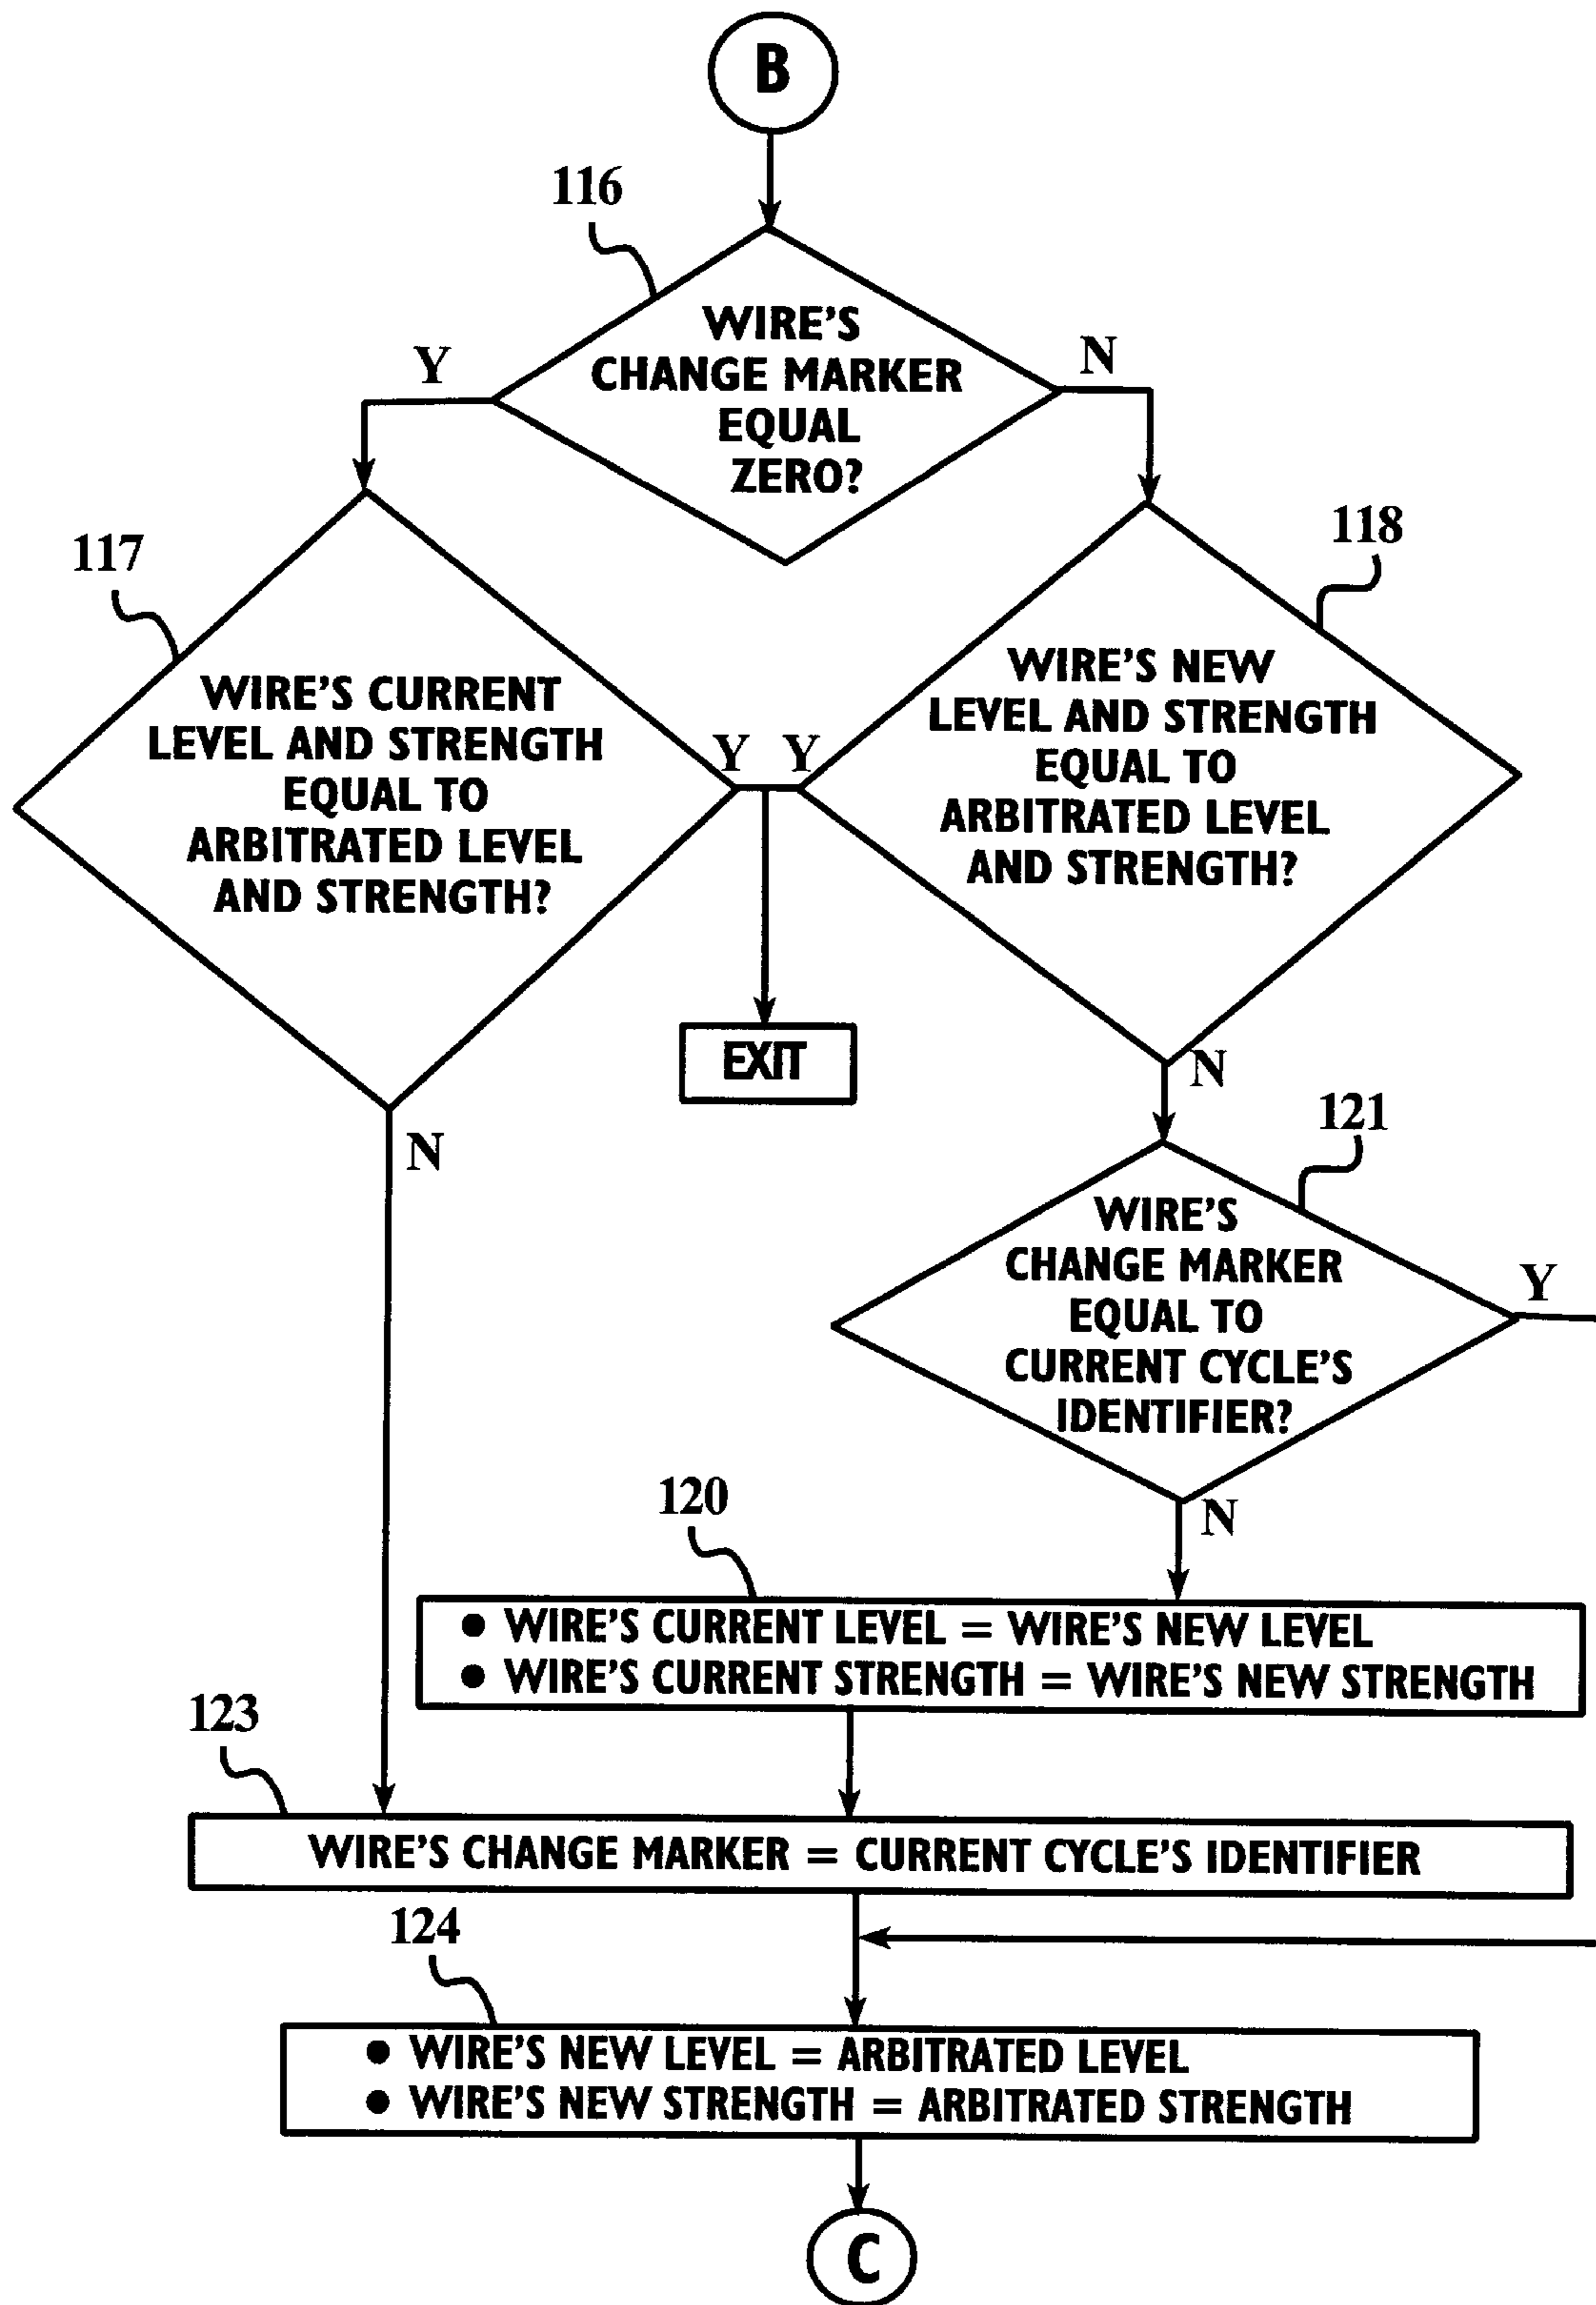 B
116
WIRE'S
CHANGE MARKER
EQUAL
ZERO?
Y
N
117
118
WIRE'S CURRENT
LEVEL AND STRENGTH
EQUAL TO
ARBITRATED LEVEL
AND STRENGTH?
Y
Y
WIRE'S NEW
LEVEL AND STRENGTH
EQUAL TO
ARBITRATED LEVEL
AND STRENGTH?
EXIT
N
N
121
WIRE'S
CHANGE MARKER
EQUAL TO
CURRENT CYCLE'S
IDENTIFIER?
Y
N
120
● WIRE'S CURRENT LEVEL = WIRE'S NEW LEVEL
● WIRE'S CURRENT STRENGTH = WIRE'S NEW STRENGTH
123
WIRE'S CHANGE MARKER = CURRENT CYCLE'S IDENTIFIER
124
● WIRE'S NEW LEVEL = ARBITRATED LEVEL
● WIRE'S NEW STRENGTH = ARBITRATED STRENGTH
C